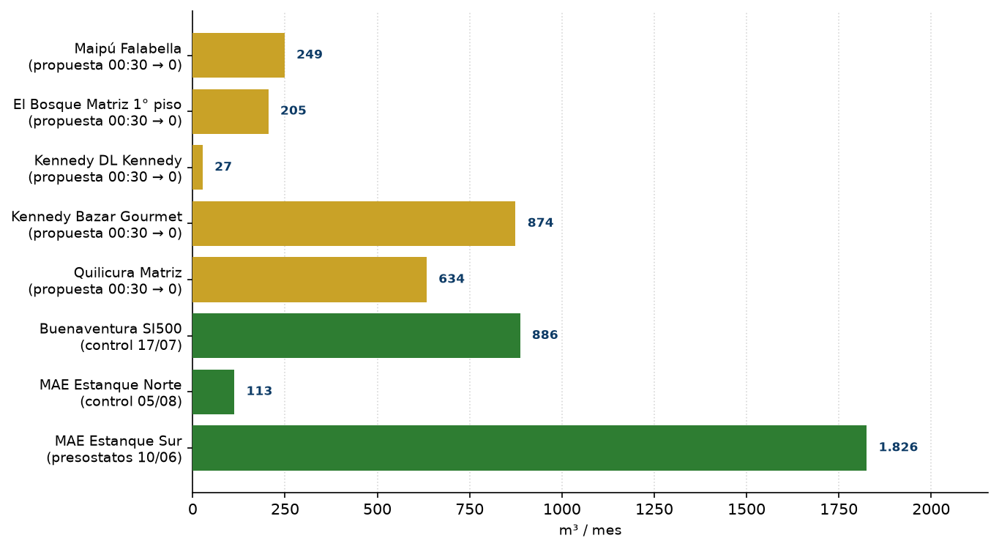 Maipú Falabella
(propuesta 00:30 → 0)
249
El Bosque Matriz 1° piso
(propuesta 00:30 → 0)
205
Kennedy DL Kennedy
(propuesta 00:30 → 0)
27
Kennedy Bazar Gourmet
(propuesta 00:30 → 0)
874
Quilicura Matriz
(propuesta 00:30 → 0)
634
Buenaventura SI500
(control 17/07)
886
MAE Estanque Norte
(control 05/08)
113
MAE Estanque Sur
(presostatos 10/06)
1.826
0 250 500 750 1000 1250 1500 1750 2000
m³ / mes